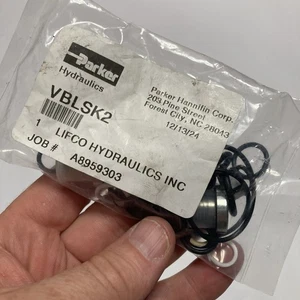 Parker
Hydraulics
Parker Hannifin Corp.
203 Pine Street
Forest City, NC 28043
12/13/24
VBLSK2
1
LIFCO HYDRAULICS INC
JOB # A8959303